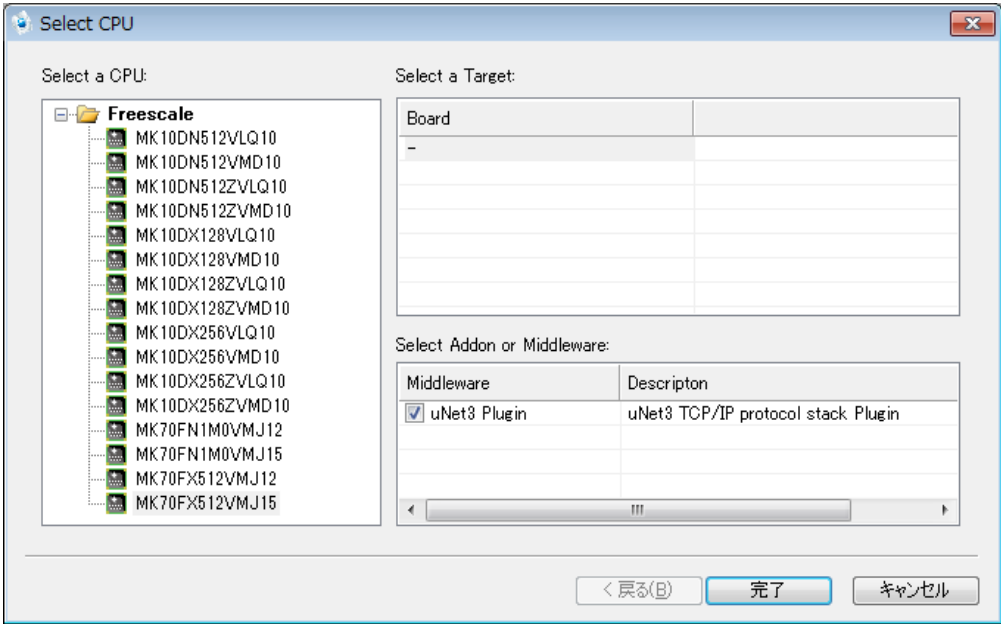 Select CPU
Select a CPU:
Freescale
MK10DN512VLQ10
MK10DN512VMD10
MK10DN512ZVLQ10
MK10DN512ZVMD10
MK10DX128VLQ10
MK10DX128VMD10
MK10DX128ZVLQ10
MK10DX128ZVMD10
MK10DX256VLQ10
MK10DX256VMD10
MK10DX256ZVLQ10
MK10DX256ZVMD10
MK70FN1M0VMJ12
MK70FN1M0VMJ15
MK70FX512VMJ12
MK70FX512VMJ15
Select a Target:
Board
-
Select Addon or Middleware:
Middleware Descripton
uNet3 Plugin uNet3 TCP/IP protocol stack Plugin
< 戻る(B) 完了 キャンセル